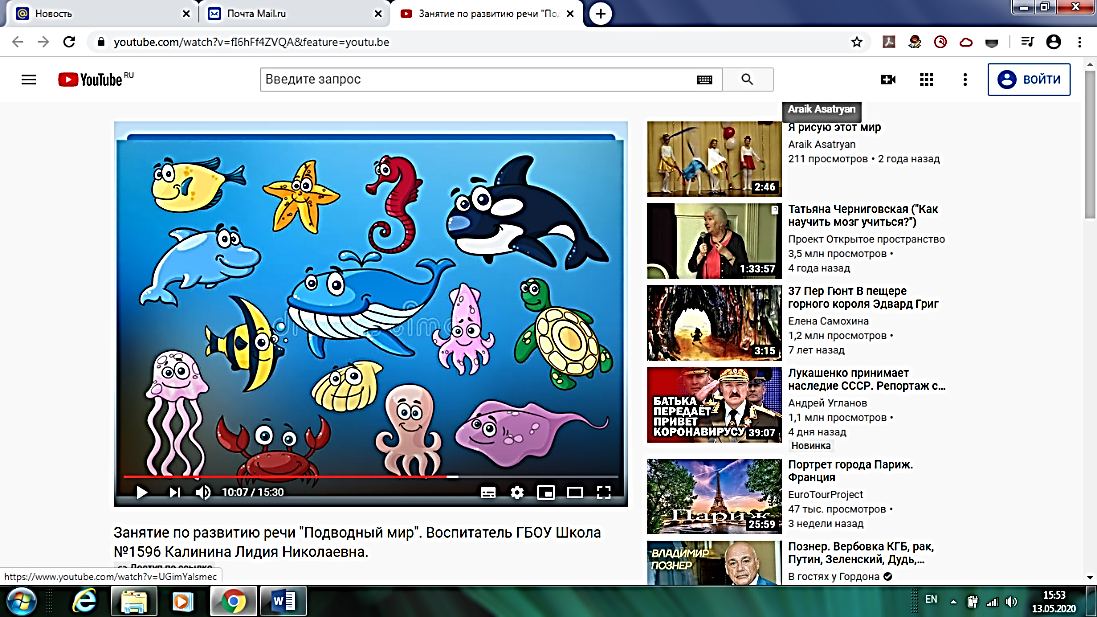 Новость
Почта Mail.ru
Занятие по развитию речи "По
youtube.com/watch?v=fI6hFf4ZVQA&feature=youtu.be
YouTube RU
Введите запрос
ВОЙТИ
10:07 / 15:30
Занятие по развитию речи "Подводный мир". Воспитатель ГБОУ Школа
№1596 Калинина Лидия Николаевна.
Доступ по ссылке
Araik Asatryan
Я рисую этот мир
Araik Asatryan
211 просмотров • 2 года назад
2:46
Татьяна Черниговская ("Как
научить мозг учиться?")
Проект Открытое пространство
3,5 млн просмотров •
4 года назад
1:33:57
37 Пер Гюнт В пещере
горного короля Эдвард Григ
Елена Самохина
1,2 млн просмотров •
7 лет назад
3:15
Лукашенко принимает
наследие СССР. Репортаж с...
Андрей Угланов
1,1 млн просмотров •
4 дня назад
Новинка
БАТЬКА
ПЕРЕДАЁТ
ПРИВЕТ
КОРОНАВИРУСУ
39:07
Портрет города Париж.
Франция
EuroTourProject
47 тыс. просмотров •
3 недели назад
Париж
25:59
Познер. Вербовка КГБ, рак,
Путин, Зеленский, Дудь,...
В гостях у Гордона
ВЛАДИМИР
ПОЗНЕР
https://www.youtube.com/watch?v=UGimYaIsmec
EN
15:53
13.05.2020